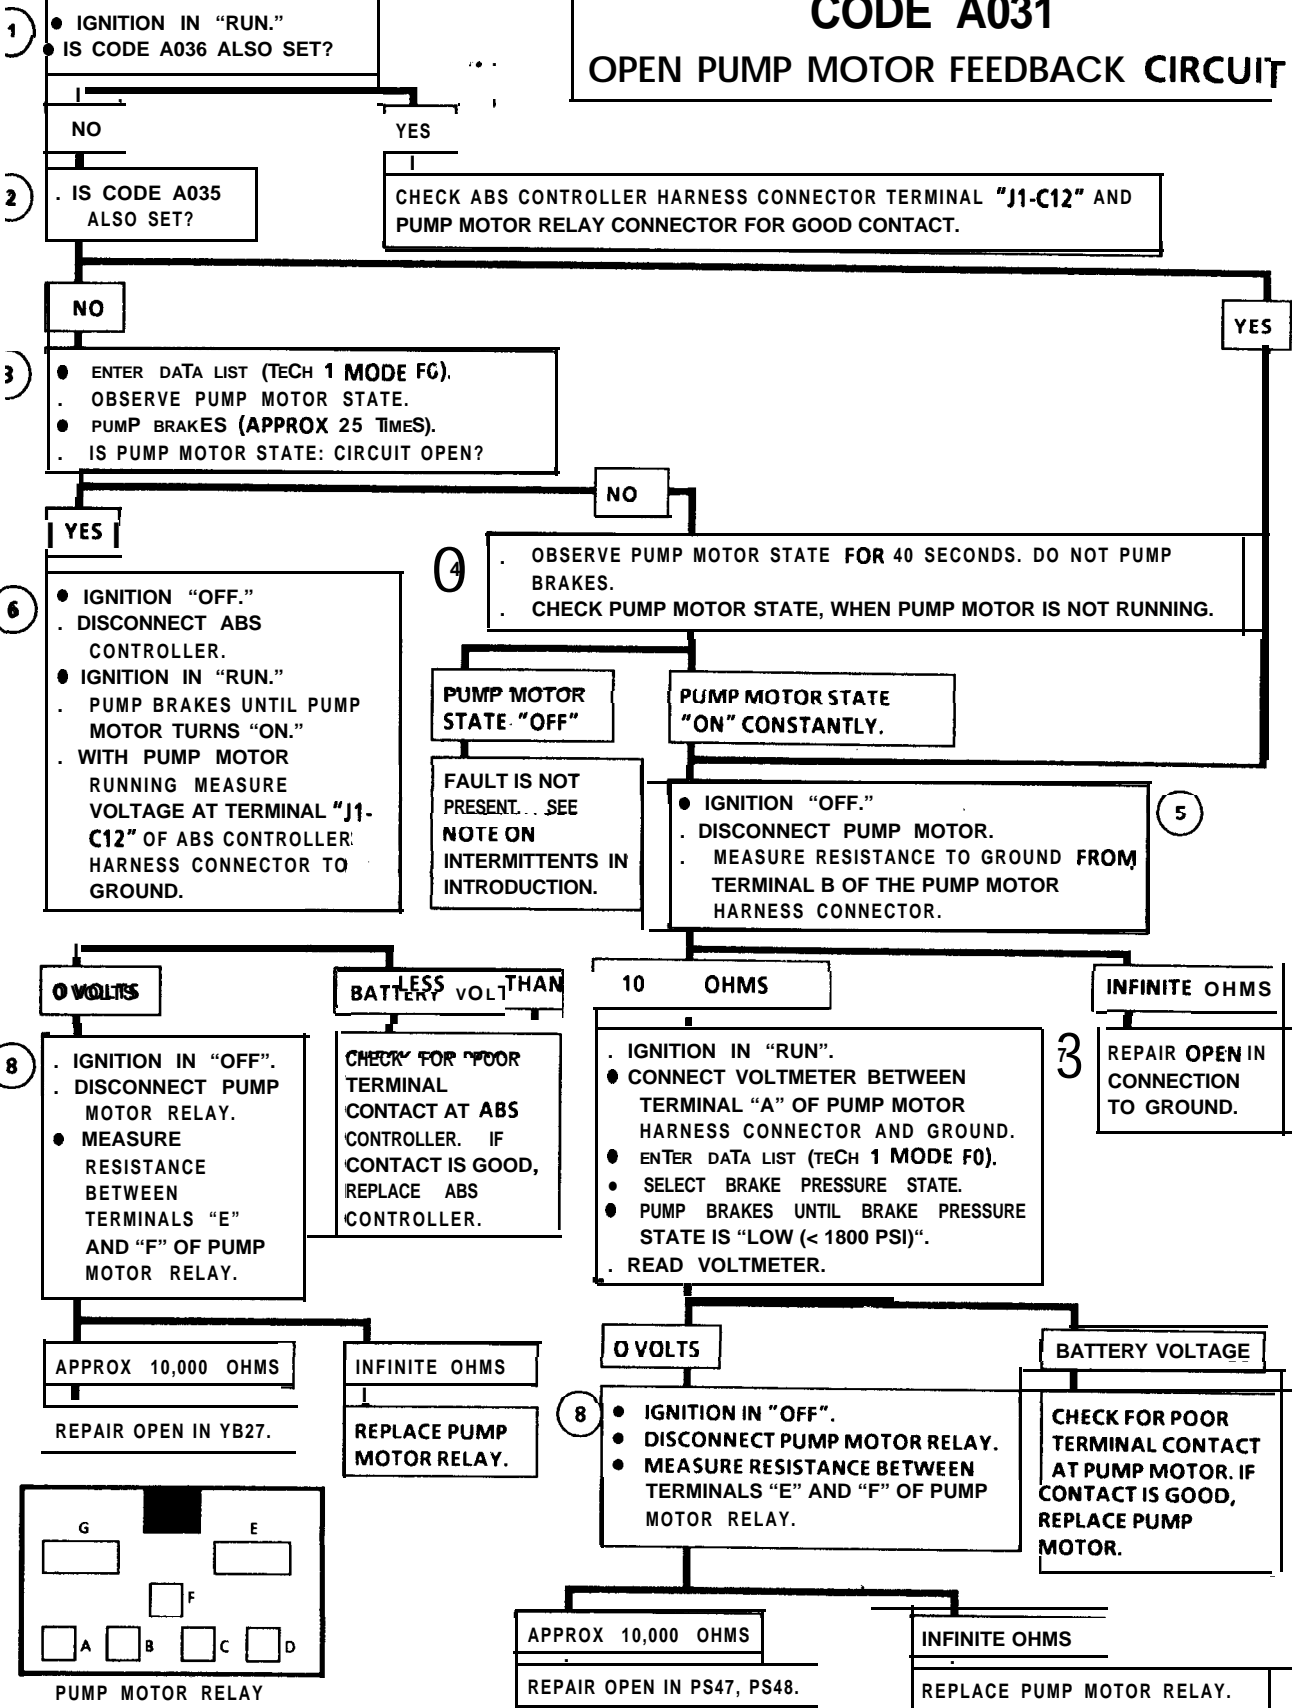 CODE A031
OPEN PUMP MOTOR FEEDBACK CIRCUIT
1
• IGNITION IN “RUN.”
• IS CODE A036 ALSO SET?
NO
YES
2
. IS CODE A035
ALSO SET?
CHECK ABS CONTROLLER HARNESS CONNECTOR TERMINAL "J1-C12" AND
PUMP MOTOR RELAY CONNECTOR FOR GOOD CONTACT.
NO
YES
3
• ENTER DATA LIST (TECH 1 MODE F0).
. OBSERVE PUMP MOTOR STATE.
• PUMP BRAKES (APPROX 25 TIMES).
. IS PUMP MOTOR STATE: CIRCUIT OPEN?
NO
YES
4
. OBSERVE PUMP MOTOR STATE FOR 40 SECONDS. DO NOT PUMP
BRAKES.
. CHECK PUMP MOTOR STATE, WHEN PUMP MOTOR IS NOT RUNNING.
6
• IGNITION “OFF.”
. DISCONNECT ABS
CONTROLLER.
• IGNITION IN “RUN.”
. PUMP BRAKES UNTIL PUMP
MOTOR TURNS “ON.”
. WITH PUMP MOTOR
RUNNING MEASURE
VOLTAGE AT TERMINAL "J1-
C12" OF ABS CONTROLLER
HARNESS CONNECTOR TO
GROUND.
PUMP MOTOR
STATE "OFF"
PUMP MOTOR STATE
"ON" CONSTANTLY.
FAULT IS NOT
PRESENT. SEE
NOTE ON
INTERMITTENTS IN
INTRODUCTION.
5
• IGNITION “OFF.”
. DISCONNECT PUMP MOTOR.
. MEASURE RESISTANCE TO GROUND FROM
TERMINAL B OF THE PUMP MOTOR
HARNESS CONNECTOR.
0 VOLTS
LESS THAN
BATTERY VOLT
10 OHMS
INFINITE OHMS
8
. IGNITION IN “OFF”.
. DISCONNECT PUMP
MOTOR RELAY.
• MEASURE
RESISTANCE
BETWEEN
TERMINALS “E”
AND “F” OF PUMP
MOTOR RELAY.
CHECK FOR POOR
TERMINAL
CONTACT AT ABS
CONTROLLER. IF
CONTACT IS GOOD,
REPLACE ABS
CONTROLLER.
. IGNITION IN “RUN”.
• CONNECT VOLTMETER BETWEEN
TERMINAL “A” OF PUMP MOTOR
HARNESS CONNECTOR AND GROUND.
• ENTER DATA LIST (TECH 1 MODE F0).
• SELECT BRAKE PRESSURE STATE.
• PUMP BRAKES UNTIL BRAKE PRESSURE
STATE IS “LOW (< 1800 PSI)“.
. READ VOLTMETER.
REPAIR OPEN IN
CONNECTION
TO GROUND.
APPROX 10,000 OHMS
INFINITE OHMS
REPAIR OPEN IN YB27.
REPLACE PUMP
MOTOR RELAY.
0 VOLTS
BATTERY VOLTAGE
8
• IGNITION IN "OFF".
• DISCONNECT PUMP MOTOR RELAY.
• MEASURE RESISTANCE BETWEEN
TERMINALS “E” AND “F” OF PUMP
MOTOR RELAY.
CHECK FOR POOR
TERMINAL CONTACT
AT PUMP MOTOR. IF
CONTACT IS GOOD,
REPLACE PUMP
MOTOR.
G
E
F
A
B
C
D
PUMP MOTOR RELAY
APPROX 10,000 OHMS
INFINITE OHMS
REPAIR OPEN IN PS47, PS48.
REPLACE PUMP MOTOR RELAY.